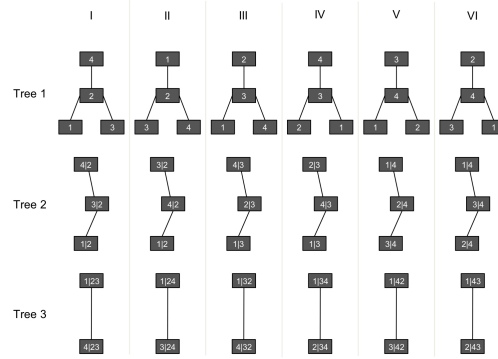 I II III IV V VI
4 1 2 4 3 2
Tree 1 2 2 3 3 4 4
1 3 3 4 1 4 2 1 1 2 3 1
4|2 3|2 4|3 2|3 1|4 1|4
Tree 2 3|2 4|2 2|3 4|3 2|4 3|4
1|2 1|2 1|3 1|3 3|4 2|4
1|23 1|24 1|32 1|34 1|42 1|43
Tree 3
4|23 3|24 4|32 2|34 3|42 2|43